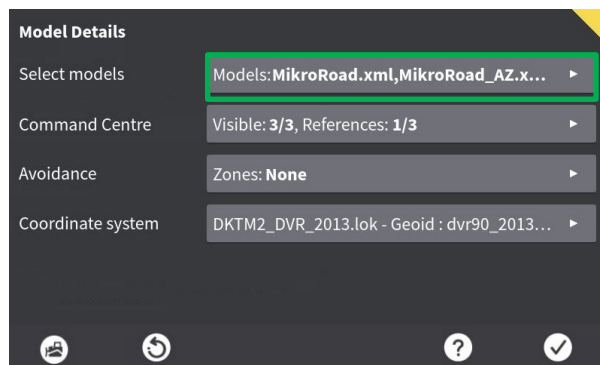 Model Details
Select models Models:MikroRoad.xml,MikroRoad_AZ.x...
Command Centre Visible: 3/3, References: 1/3
Avoidance Zones: None
Coordinate system DKTM2_DVR_2013.lok - Geoid : dvr90_2013...
?